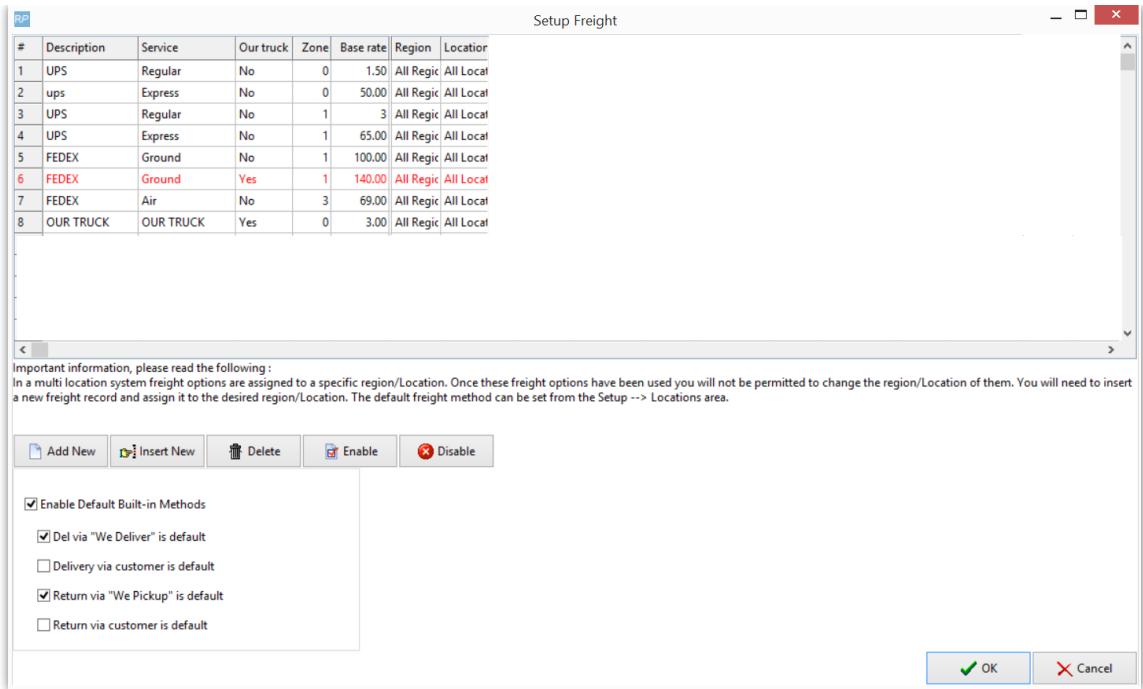 RP Setup Freight
# Description Service Our truck Zone Base rate Region Location
1 UPS Regular No 0 1.50 All Regic All Locat
2 ups Express No 0 50.00 All Regic All Locat
3 UPS Regular No 1 3 All Regic All Locat
4 UPS Express No 1 65.00 All Regic All Locat
5 FEDEX Ground No 1 100.00 All Regic All Locat
6 FEDEX Ground Yes 1 140.00 All Regic All Locat
7 FEDEX Air No 3 69.00 All Regic All Locat
8 OUR TRUCK OUR TRUCK Yes 0 3.00 All Regic All Locat
Important information, please read the following :
In a multi location system freight options are assigned to a specific region/Location. Once these freight options have been used you will not be permitted to change the region/Location of them. You will need to insert
a new freight record and assign it to the desired region/Location. The default freight method can be set from the Setup --> Locations area.
Add New Insert New Delete Enable Disable
Enable Default Built-in Methods
Del via "We Deliver" is default
Delivery via customer is default
Return via "We Pickup" is default
Return via customer is default
OK Cancel